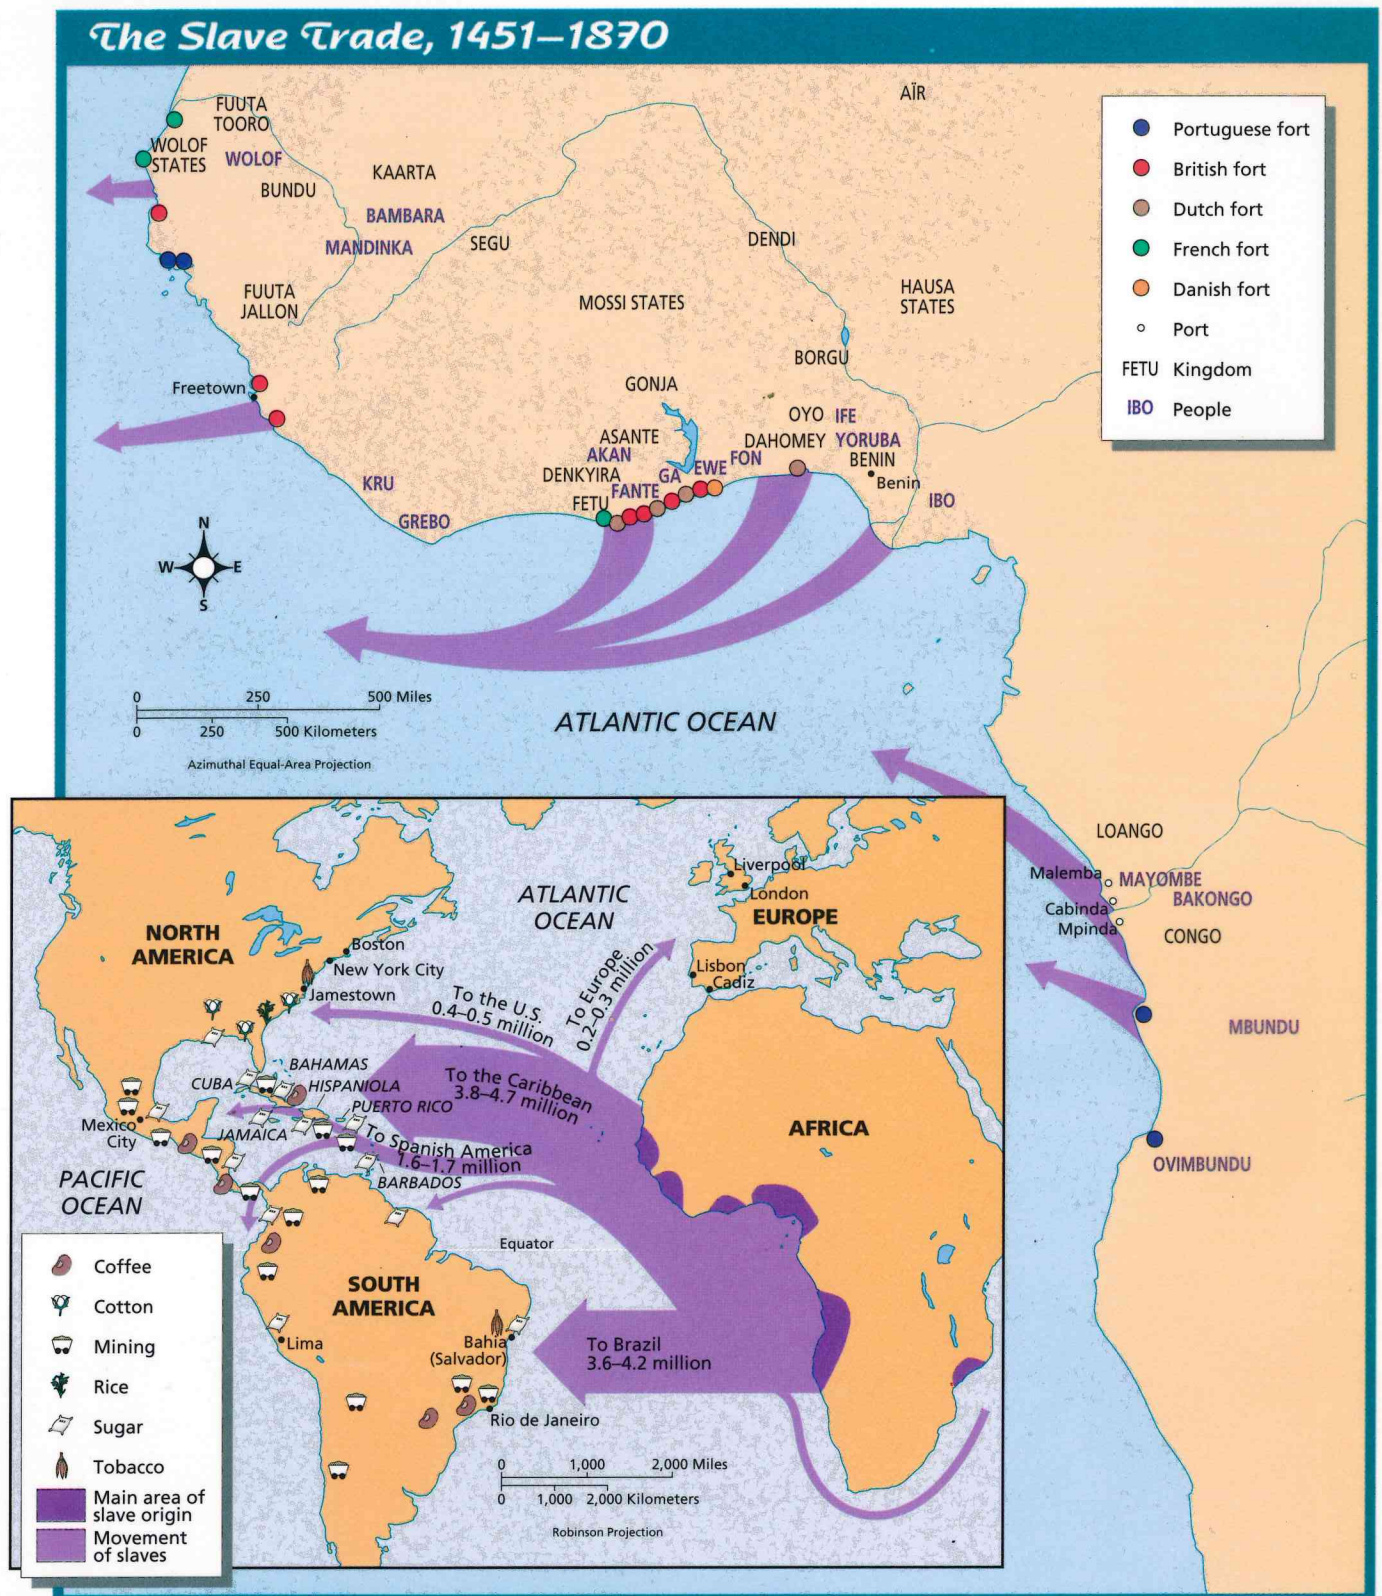 The Slave Trade, 1451–1870
AÏR
FUUTA
TOORO
WOLOF
STATES
WOLOF
BUNDU
KAARTA
BAMBARA
MANDINKA
SEGU
DENDI
FUUTA
JALLON
MOSSI STATES
HAUSA
STATES
BORGU
Freetown
GONJA
OYO
IFE
ASANTE
AKAN
DAHOMEY
YORUBA
DENKYIRA
GA
EWE
FON
BENIN
Benin
KRU
FETU
FANTE
IBO
GREBO
Portuguese fort
British fort
Dutch fort
French fort
Danish fort
Port
FETU Kingdom
IBO People
N
W
E
S
0 250 500 Miles
0 250 500 Kilometers
Azimuthal Equal-Area Projection
ATLANTIC OCEAN
LOANGO
Malemba
MAYOMBE
BAKONGO
Cabinda
Mpinda
CONGO
MBUNDU
OVIMBUNDU
NORTH
AMERICA
ATLANTIC
OCEAN
Liverpool
London
EUROPE
Boston
New York City
Jamestown
Lisbon
Cadiz
To the U.S.
0.4–0.5 million
To Europe
0.2–0.3 million
BAHAMAS
CUBA
HISPANIOLA
PUERTO RICO
To the Caribbean
3.8–4.7 million
Mexico
City
JAMAICA
To Spanish America
1.6–1.7 million
BARBADOS
AFRICA
PACIFIC
OCEAN
Equator
SOUTH
AMERICA
Lima
Bahia
(Salvador)
To Brazil
3.6–4.2 million
Rio de Janeiro
0 1,000 2,000 Miles
0 1,000 2,000 Kilometers
Robinson Projection
Coffee
Cotton
Mining
Rice
Sugar
Tobacco
Main area of
slave origin
Movement
of slaves